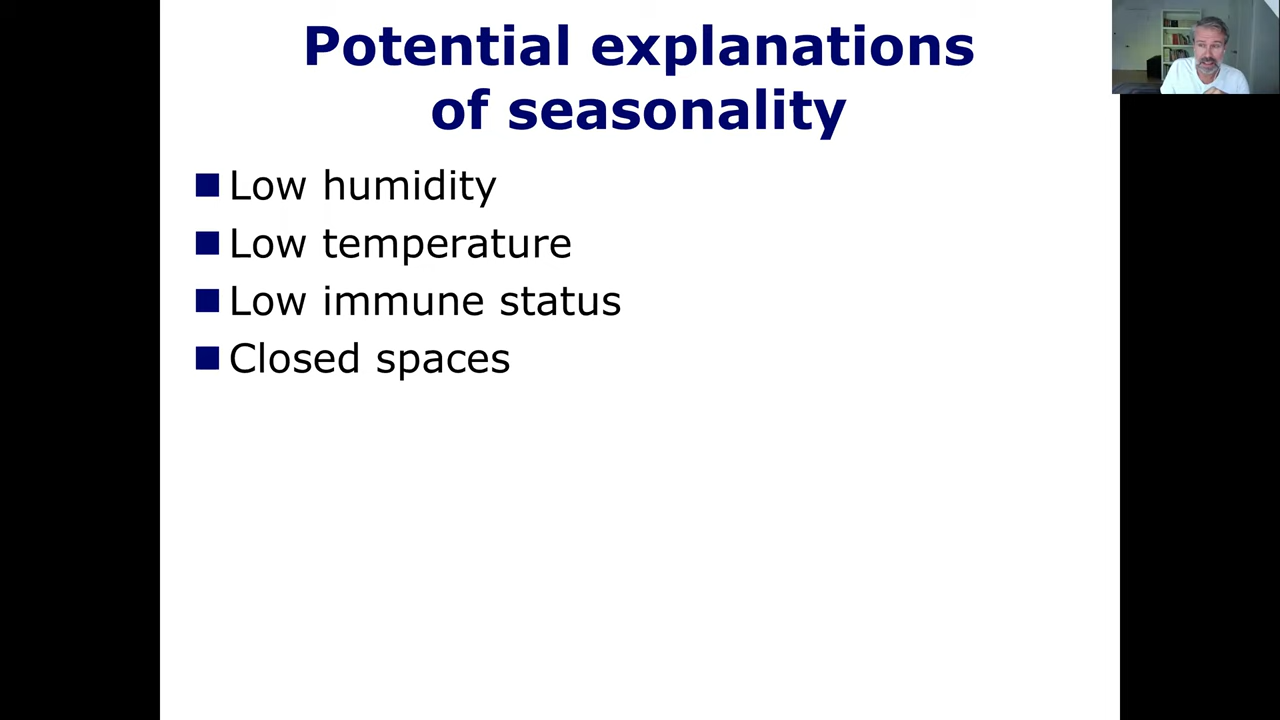 Potential explanations
of seasonality
Low humidity
Low temperature
Low immune status
Closed spaces